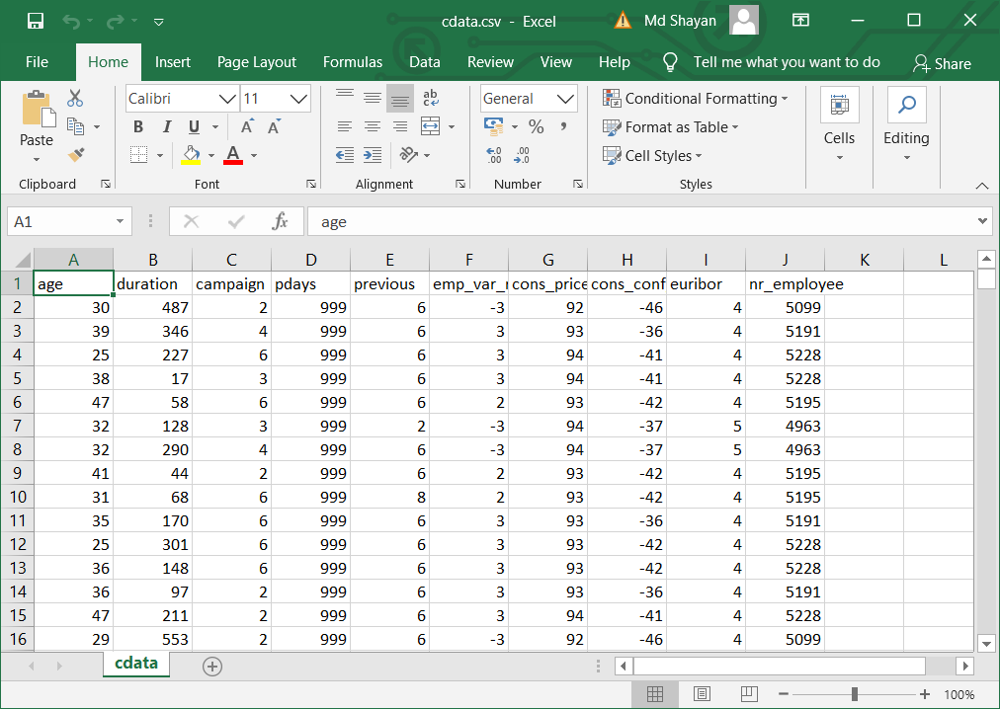 cdata.csv - Excel
Md Shayan
File Home Insert Page Layout Formulas Data Review View Help Tell me what you want to do Share
Paste
Clipboard
Calibri 11
B I U A A
A
Font
ab
c
Alignment
General
% ,
.0 .00
.00 .0
Number
Conditional Formatting
Format as Table
Cell Styles
Styles
Cells
Editing
A1 fx age
A B C D E F G H I J K L
1 age duration campaign pdays previous emp_var_ cons_price cons_conf euribor nr_employee
2 30 487 2 999 6 -3 92 -46 4 5099
3 39 346 4 999 6 3 93 -36 4 5191
4 25 227 6 999 6 3 94 -41 4 5228
5 38 17 3 999 6 3 94 -41 4 5228
6 47 58 6 999 6 2 93 -42 4 5195
7 32 128 3 999 2 -3 94 -37 5 4963
8 32 290 4 999 6 -3 94 -37 5 4963
9 41 44 2 999 6 2 93 -42 4 5195
10 31 68 6 999 8 2 93 -42 4 5195
11 35 170 6 999 6 3 93 -36 4 5191
12 25 301 6 999 6 3 93 -42 4 5228
13 36 148 6 999 6 3 93 -42 4 5228
14 36 97 2 999 6 3 93 -36 4 5191
15 47 211 2 999 6 3 94 -41 4 5228
16 29 553 2 999 6 -3 92 -46 4 5099
cdata
100%